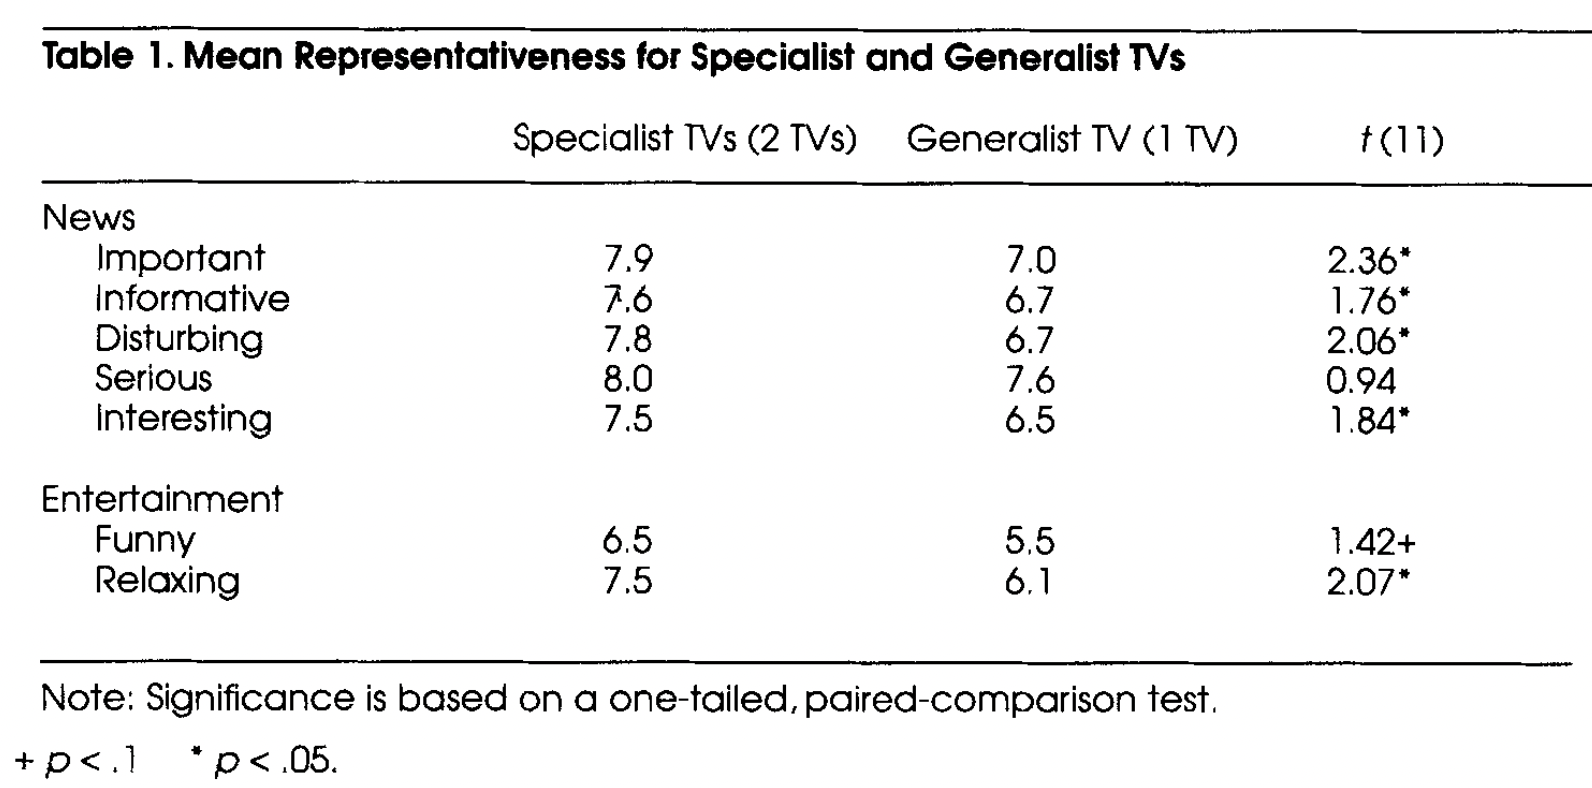 Table 1. Mean Representativeness for Specialist and Generalist TVs
Specialist TVs (2 TVs) Generalist TV (1 TV) t (11)
News
Important 7.9 7.0 2.36*
Informative 7.6 6.7 1.76*
Disturbing 7.8 6.7 2.06*
Serious 8.0 7.6 0.94
Interesting 7.5 6.5 1.84*
Entertainment
Funny 6.5 5.5 1.42+
Relaxing 7.5 6.1 2.07*
Note: Significance is based on a one-tailed, paired-comparison test.
+ p < .1 * p < .05.